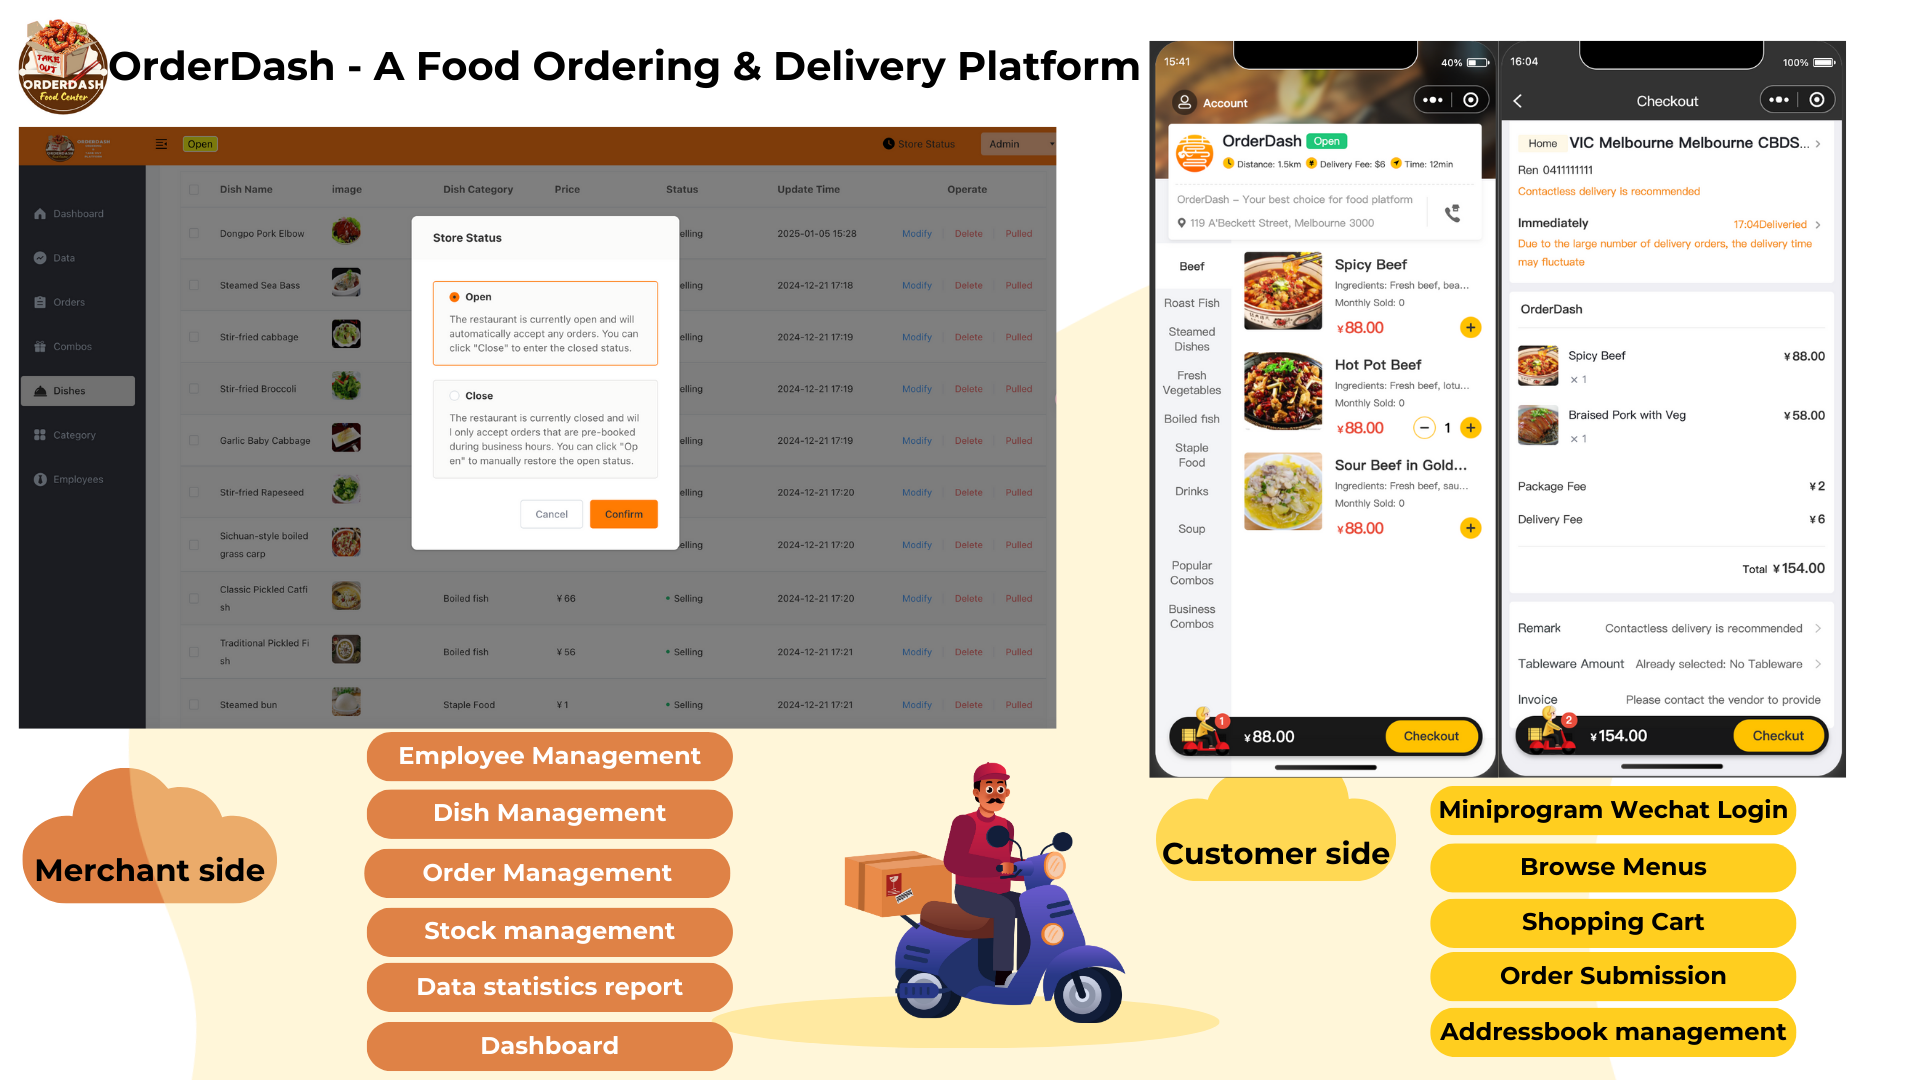 TAKE
OUT
ORDERDASH
Food Center
OrderDash - A Food Ordering & Delivery Platform
ORDERDASH
Open
Store Status
Admin
Dashboard
Data
Orders
Combos
Dishes
Category
Employees
Dish Name image Dish Category Price Status Update Time Operate
Dongpo Pork Elbow elling 2025-01-05 15:28 Modify Delete Pulled
Steamed Sea Bass elling 2024-12-21 17:18 Modify Delete Pulled
Stir-fried cabbage elling 2024-12-21 17:19 Modify Delete Pulled
Stir-fried Broccoli elling 2024-12-21 17:19 Modify Delete Pulled
Garlic Baby Cabbage elling 2024-12-21 17:19 Modify Delete Pulled
Stir-fried Rapeseed elling 2024-12-21 17:20 Modify Delete Pulled
Sichuan-style boiled
grass carp
elling 2024-12-21 17:20 Modify Delete Pulled
Classic Pickled Catfi
sh
Boiled fish ¥ 66 • Selling 2024-12-21 17:20 Modify Delete Pulled
Traditional Pickled Fi
sh
Boiled fish ¥ 56 • Selling 2024-12-21 17:21 Modify Delete Pulled
Steamed bun Staple Food ¥ 1 • Selling 2024-12-21 17:21 Modify Delete Pulled
Store Status
Open
The restaurant is currently open and will
automatically accept any orders. You can
click "Close" to enter the closed status.
Close
The restaurant is currently closed and wil
l only accept orders that are pre-booked
during business hours. You can click "Op
en" to manually restore the open status.
Cancel Confirm
15:41 40%
Account
OrderDash Open
Distance: 1.5km ¥ Delivery Fee: $6 Time: 12min
OrderDash – Your best choice for food platform
119 A'Beckett Street, Melbourne 3000
Beef
Roast Fish
Steamed
Dishes
Fresh
Vegetables
Boiled fish
Staple
Food
Drinks
Soup
Popular
Combos
Business
Combos
Spicy Beef
Ingredients: Fresh beef, bea...
Monthly Sold: 0
¥88.00
Hot Pot Beef
Ingredients: Fresh beef, lotu...
Monthly Sold: 0
¥88.00 1
Sour Beef in Gold...
Ingredients: Fresh beef, sau...
Monthly Sold: 0
¥88.00
1
¥88.00 Checkout
16:04 100%
Checkout
Home VIC Melbourne Melbourne CBDS...
Ren 0411111111
Contactless delivery is recommended
Immediately 17:04Deliveried
Due to the large number of delivery orders, the delivery time
may fluctuate
OrderDash
Spicy Beef ¥88.00
× 1
Braised Pork with Veg ¥58.00
× 1
Package Fee ¥2
Delivery Fee ¥6
Total ¥154.00
Remark Contactless delivery is recommended
Tableware Amount Already selected: No Tableware
Invoice Please contact the vendor to provide
2
¥154.00 Checkut
Merchant side
Employee Management
Dish Management
Order Management
Stock management
Data statistics report
Dashboard
Customer side
Miniprogram Wechat Login
Browse Menus
Shopping Cart
Order Submission
Addressbook management